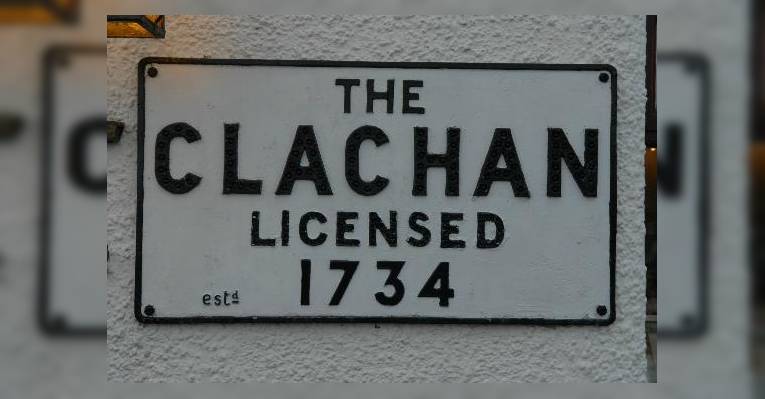 THE
CLACHAN
LICENSED
estd 1734